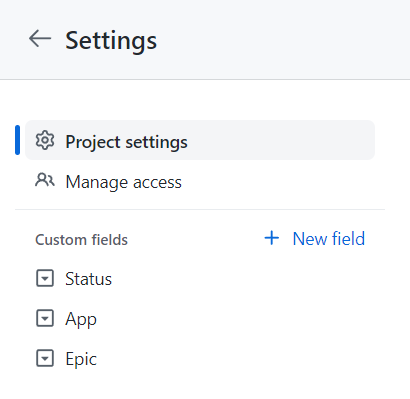 Settings
Project settings
Manage access
Custom fields
New field
Status
App
Epic